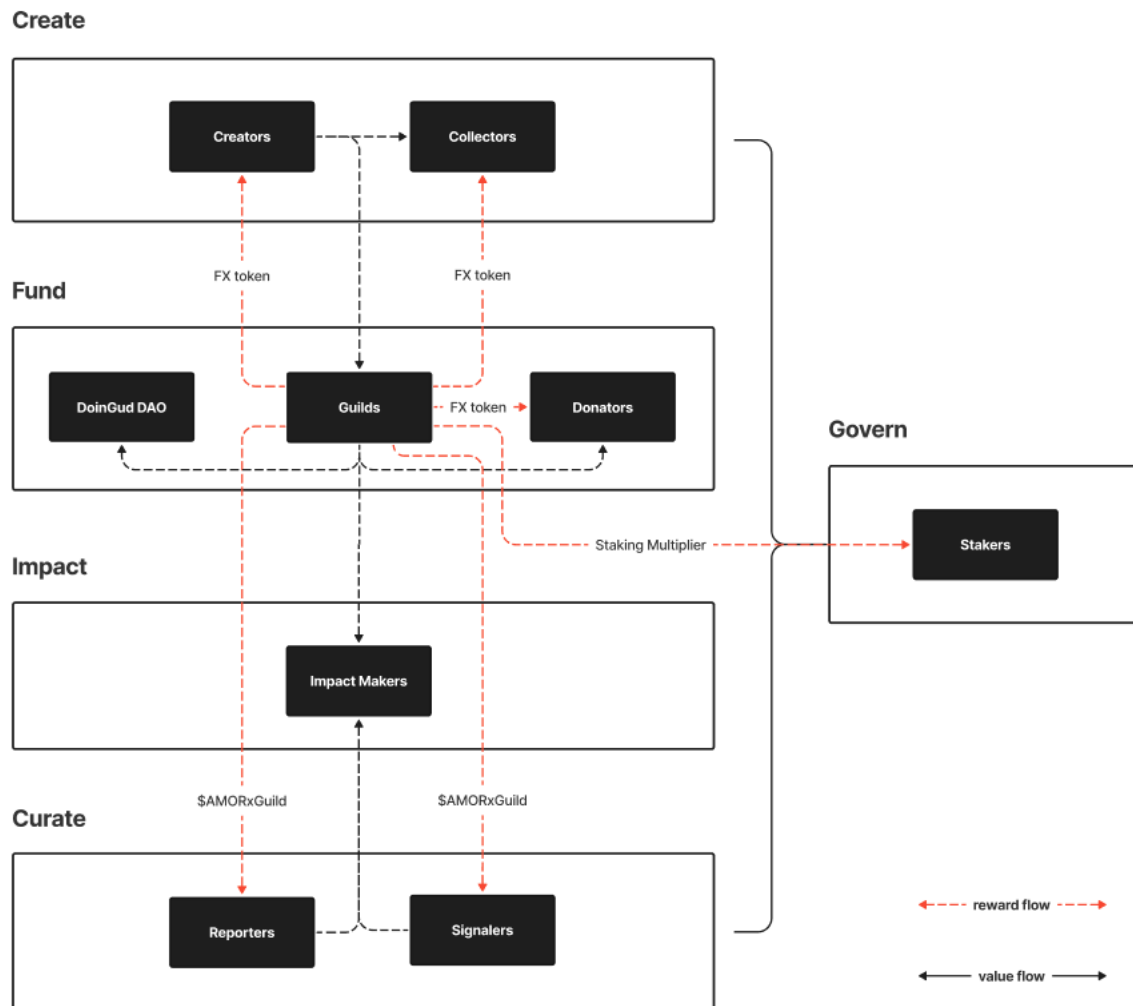 Create
Creators
Collectors
FX token
FX token
Fund
DoinGud DAO
Guilds
FX token
Donators
Govern
Staking Multiplier
Stakers
Impact
Impact Makers
$AMORxGuild
$AMORxGuild
Curate
Reporters
Signalers
reward flow
value flow